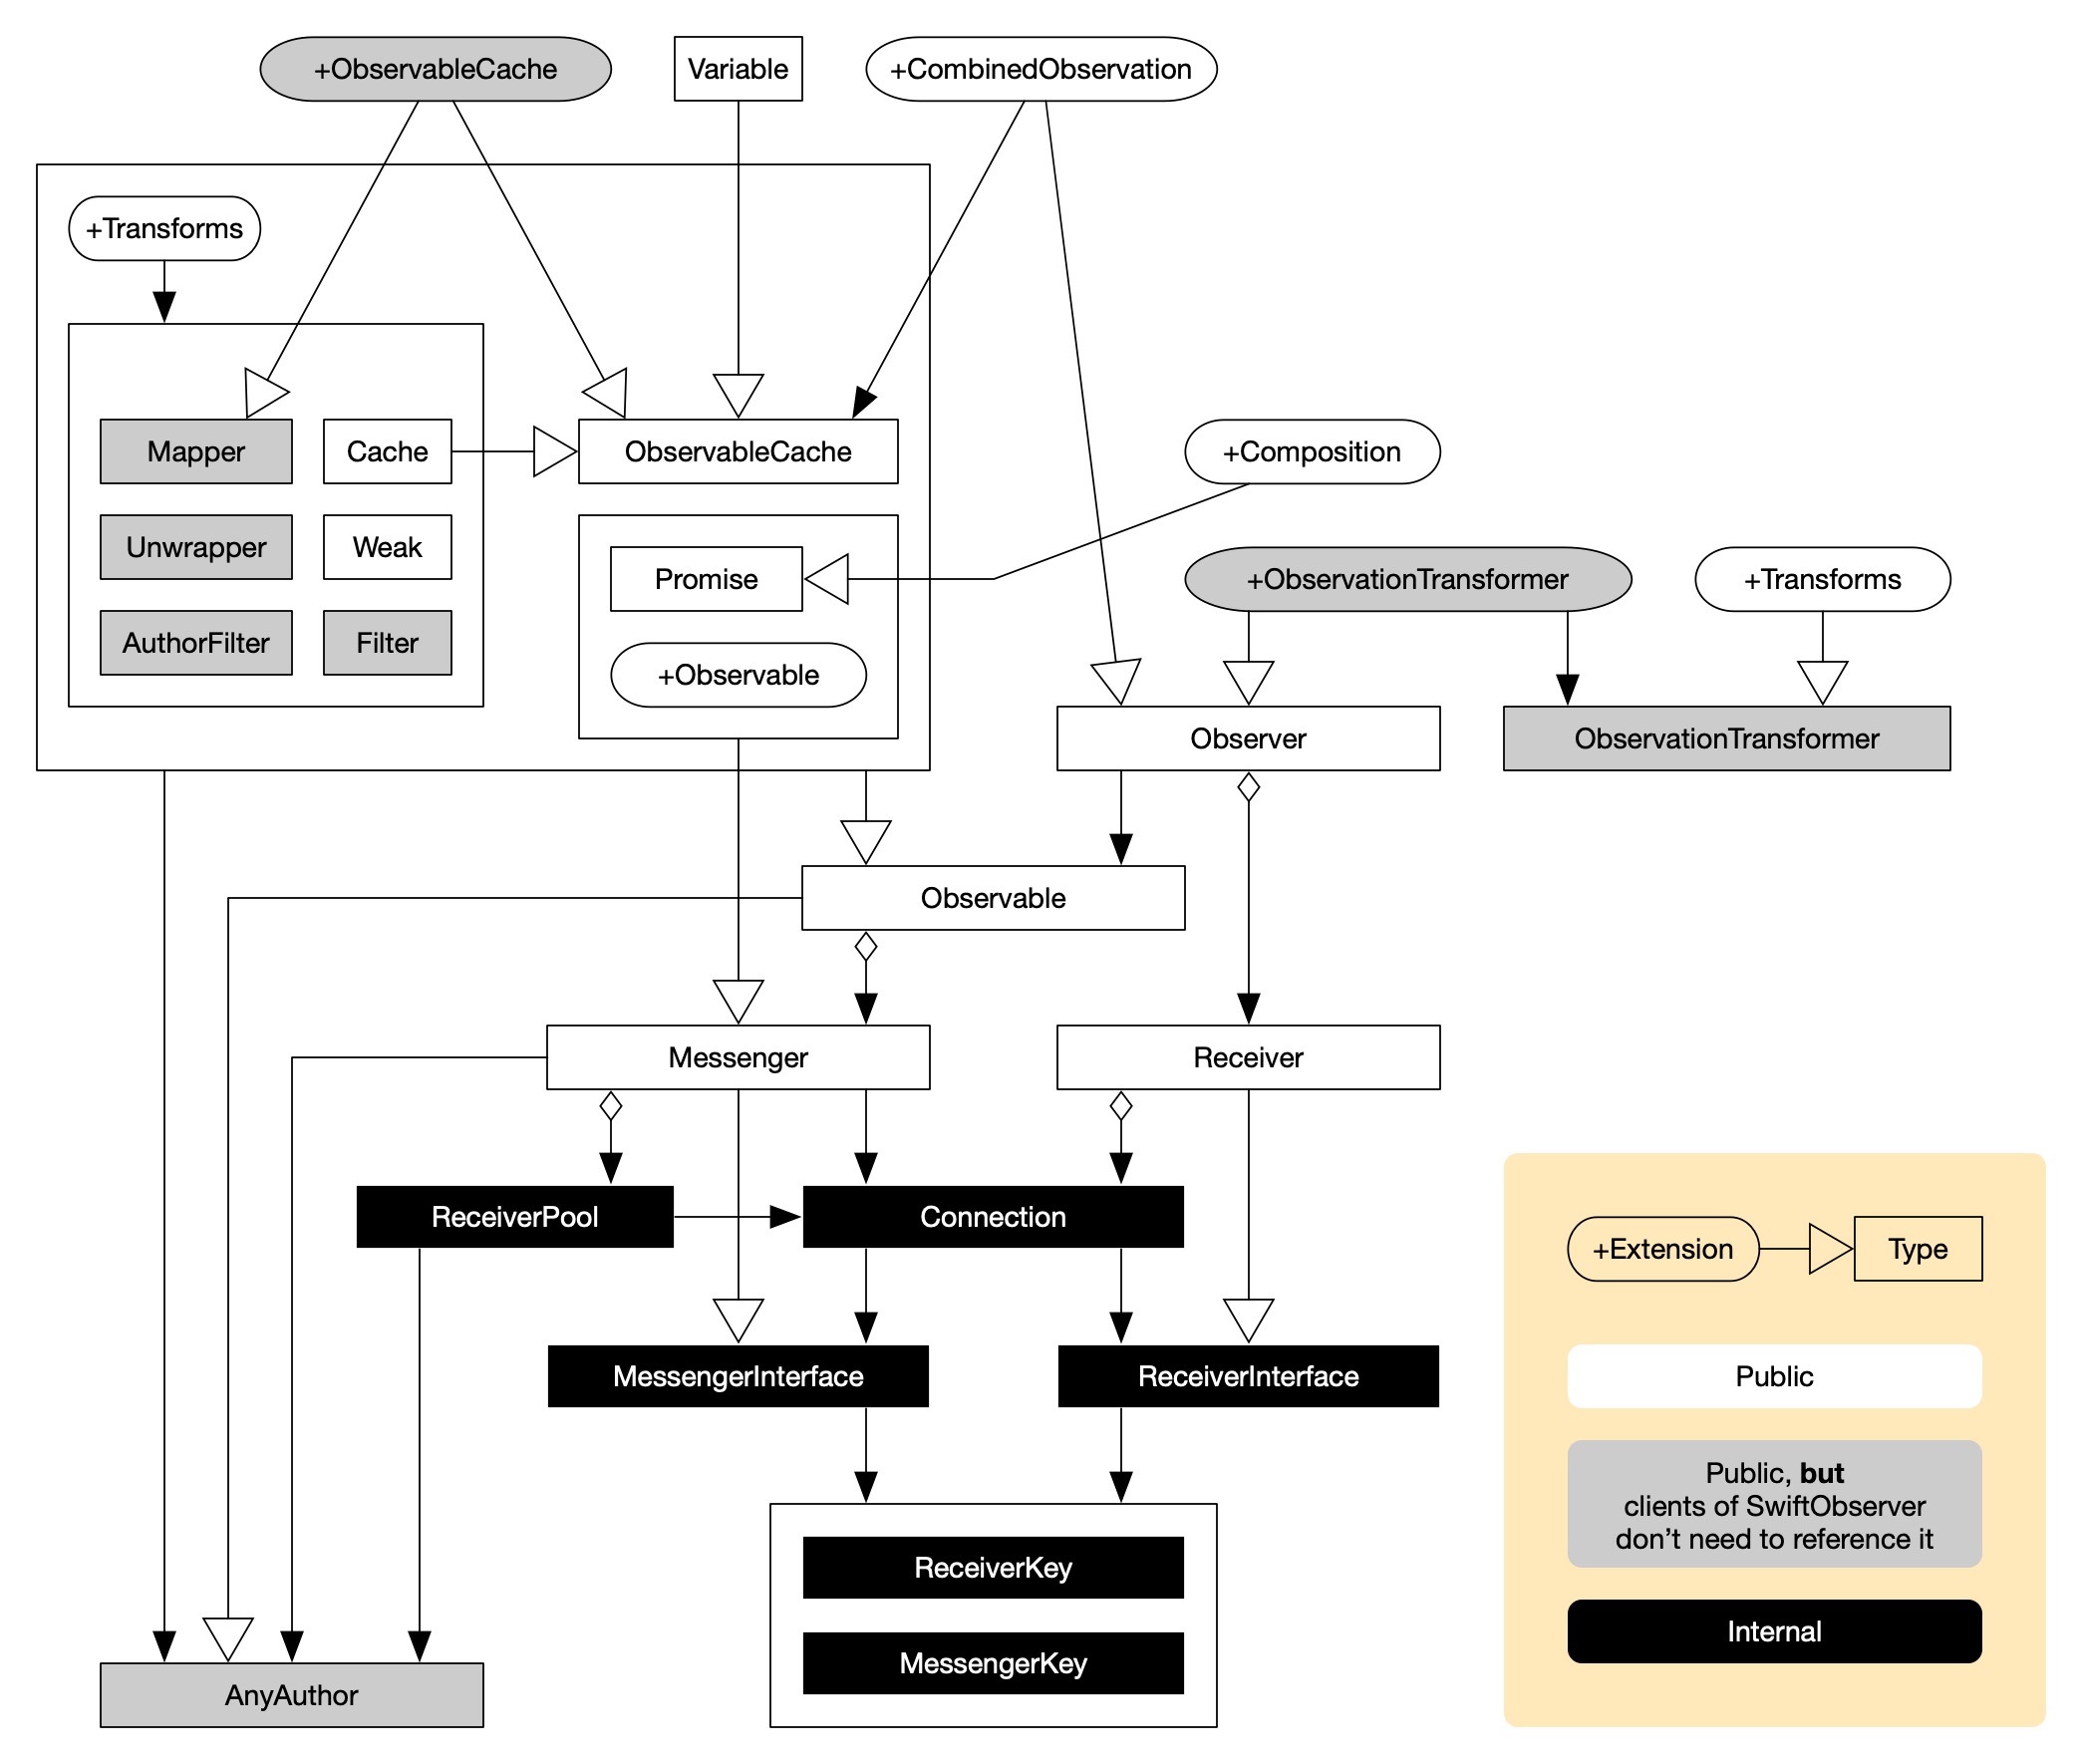 +ObservableCache
Variable
+CombinedObservation
+Transforms
Mapper
Cache
ObservableCache
+Composition
Unwrapper
Weak
Promise
+ObservationTransformer
+Transforms
AuthorFilter
Filter
+Observable
Observer
ObservationTransformer
Observable
Messenger
Receiver
ReceiverPool
Connection
+Extension
Type
MessengerInterface
ReceiverInterface
Public
Public, but
clients of SwiftObserver
don’t need to reference it
ReceiverKey
Internal
MessengerKey
AnyAuthor